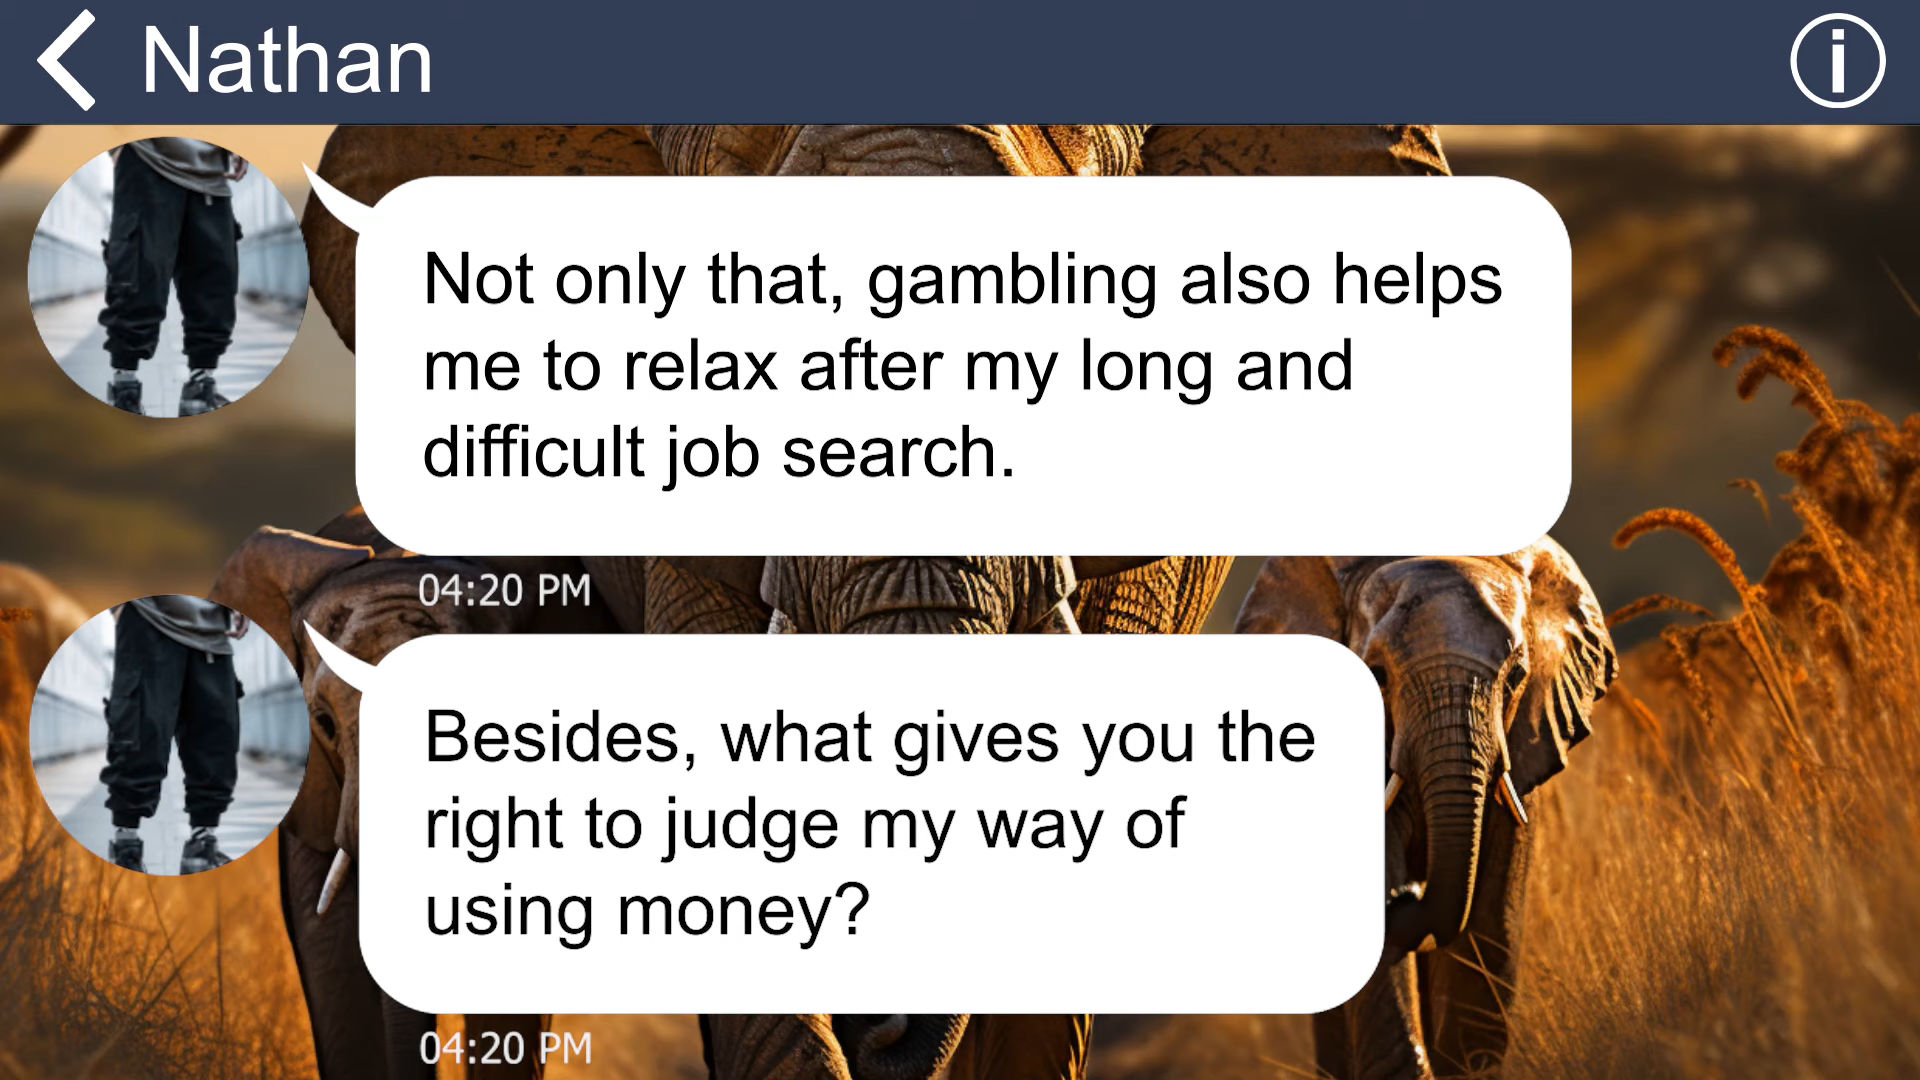 Nathan
Not only that, gambling also helps
me to relax after my long and
difficult job search.
04:20 PM
Besides, what gives you the
right to judge my way of
using money?
04:20 PM